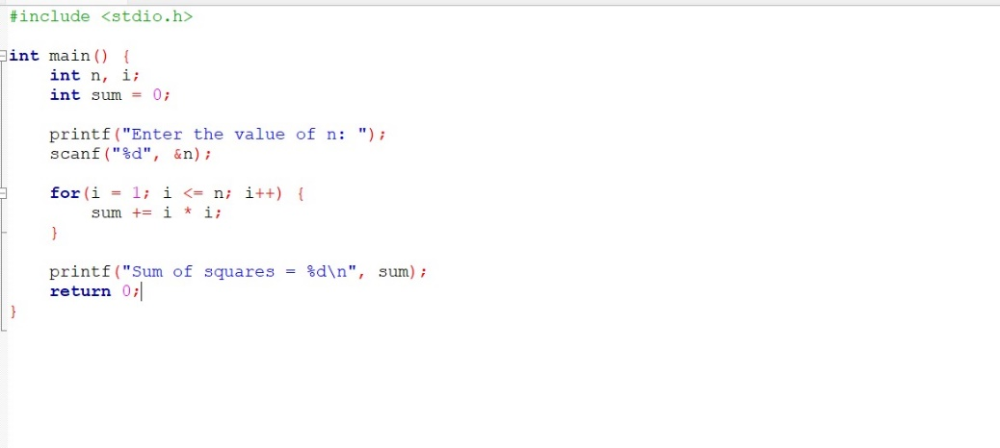 #include <stdio.h>
int main() {
    int n, i;
    int sum = 0;
    printf("Enter the value of n: ");
    scanf("%d", &n);
    for(i = 1; i <= n; i++) {
        sum += i * i;
    }
    printf("Sum of squares = %d\n", sum);
    return 0;
}